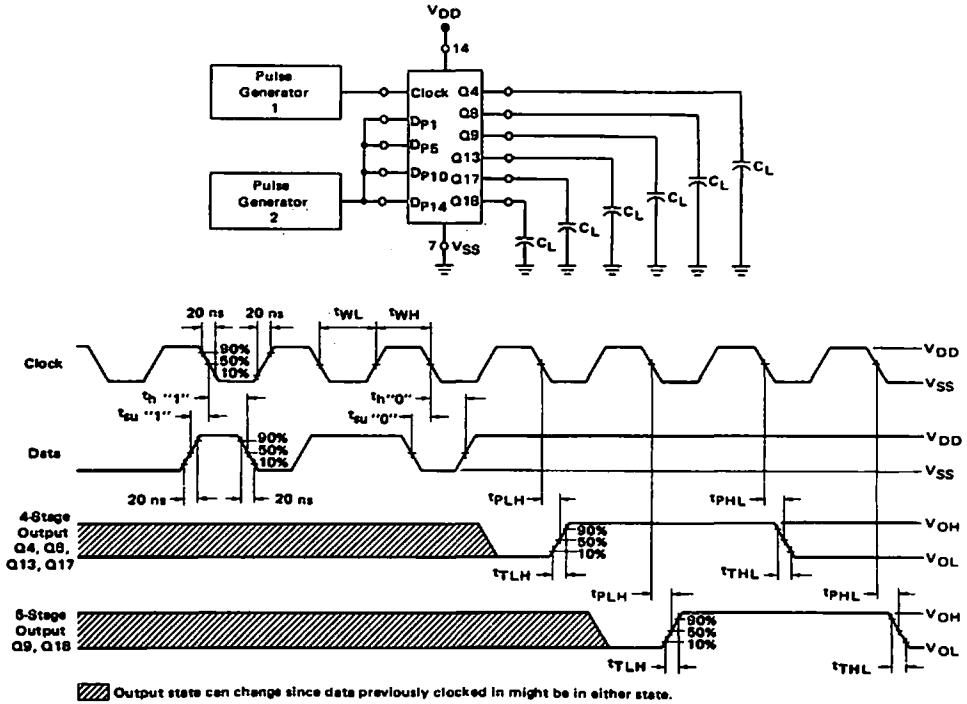 VDD
14
Pulse Generator 1
Clock
DP1
DP5
DP10
DP14
Pulse Generator 2
Q4
Q8
Q9
Q13
Q17
Q18
7 VSS
CL
CL
CL
CL
CL
CL
20 ns
20 ns
tWL
tWH
Clock
90%
50%
10%
VDD
VSS
th "1"
tsu "1"
th "0"
tsu "0"
Data
90%
50%
10%
VDD
VSS
20 ns
20 ns
tPLH
tPHL
4-Stage
Output
Q4, Q8,
Q13, Q17
90%
50%
10%
VOH
VOL
tTLH
tTHL
tPLH
tPHL
5-Stage
Output
Q9, Q18
90%
50%
10%
VOH
VOL
tTLH
tTHL
Output state can change since data previously clocked in might be in either state.